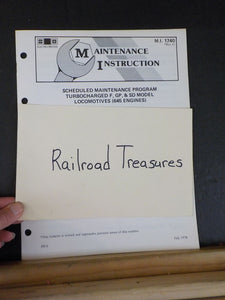 M.I. 1740
MAINTENANCE
INSTRUCTION
SCHEDULED MAINTENANCE PROGRAM
TURBOCHARGED F, GP, & SD MODEL
LOCOMOTIVES (645 ENGINES)
Railroad Treasures